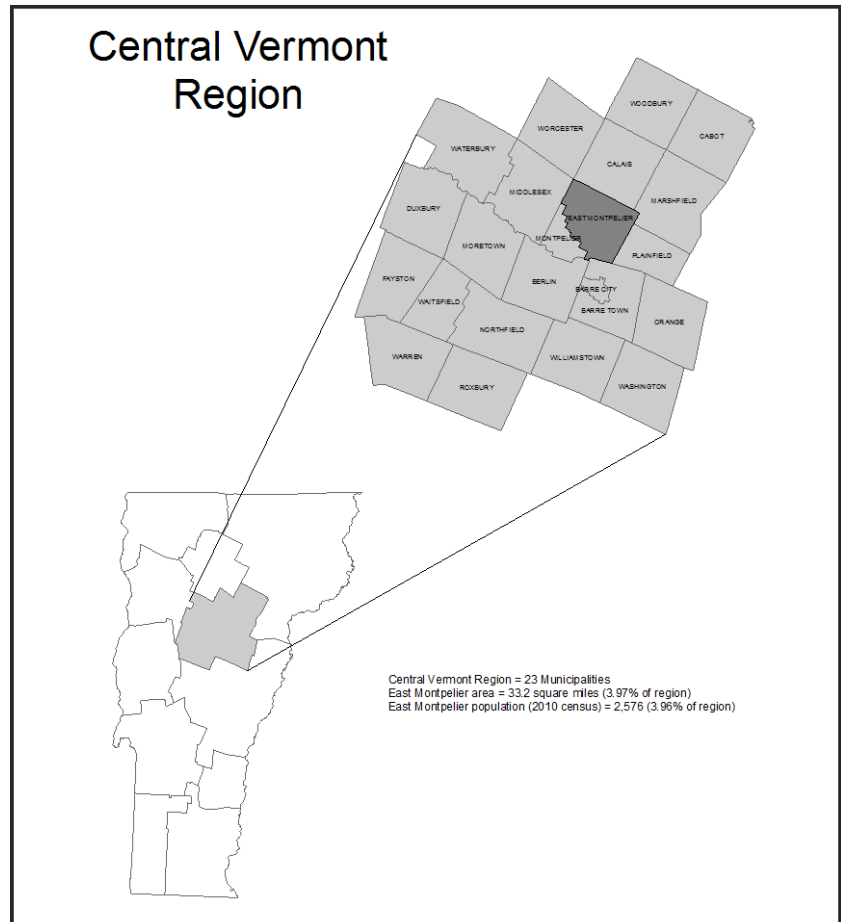 Central Vermont
Region
WOODBURY
CABOT
WORCESTER
WATERBURY
CALAIS
MIDDLESEX
MARSHFIELD
DUXBURY
EAST MONTPELIER
MORETOWN
MONTPELIER
PLAINFIELD
FAYSTON
BERLIN
BARRE CITY
WAITSFIELD
BARRE TOWN
ORANGE
NORTHFIELD
WARREN
WILLIAMSTOWN
ROXBURY
WASHINGTON
Central Vermont Region = 23 Municipalities
East Montpelier area = 33.2 square miles (3.97% of region)
East Montpelier population (2010 census) = 2,576 (3.96% of region)